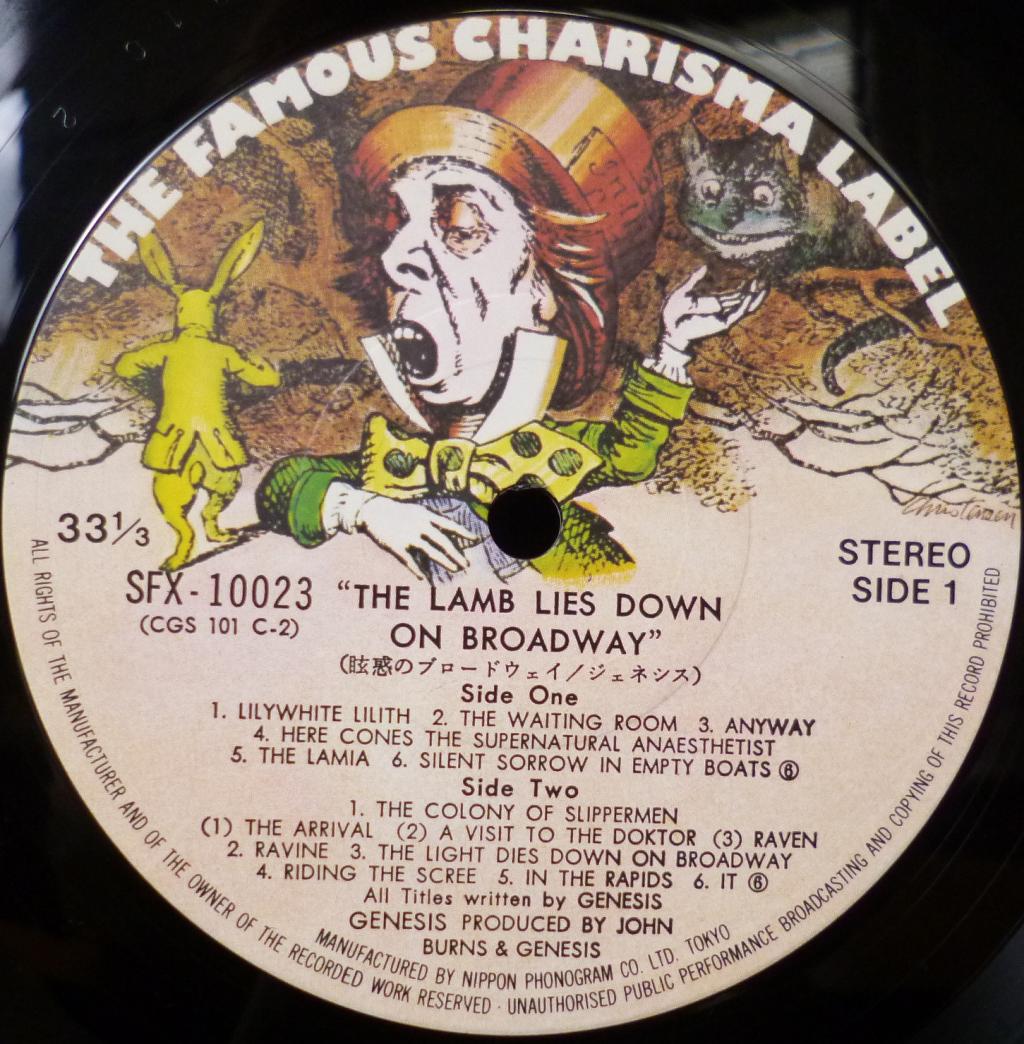 THE FAMOUS CHARISMA LABEL
Christensen
33⅓
STEREO
SIDE 1
SFX-10023
(CGS 101 C-2)
“THE LAMB LIES DOWN
ON BROADWAY”
(眩惑のブロードウェイ/ジェネシス)
Side One
1. LILYWHITE LILITH 2. THE WAITING ROOM 3. ANYWAY
4. HERE CONES THE SUPERNATURAL ANAESTHETIST
5. THE LAMIA 6. SILENT SORROW IN EMPTY BOATS ⑥
Side Two
1. THE COLONY OF SLIPPERMEN
(1) THE ARRIVAL (2) A VISIT TO THE DOKTOR (3) RAVEN
2. RAVINE 3. THE LIGHT DIES DOWN ON BROADWAY
4. RIDING THE SCREE 5. IN THE RAPIDS 6. IT ⑥
All Titles written by GENESIS
GENESIS PRODUCED BY JOHN
BURNS & GENESIS
MANUFACTURED BY NIPPON PHONOGRAM CO. LTD. TOKYO
ALL RIGHTS OF THE MANUFACTURER AND OF THE OWNER OF THE RECORDED WORK RESERVED · UNAUTHORISED PUBLIC PERFORMANCE BROADCASTING AND COPYING OF THIS RECORD PROHIBITED